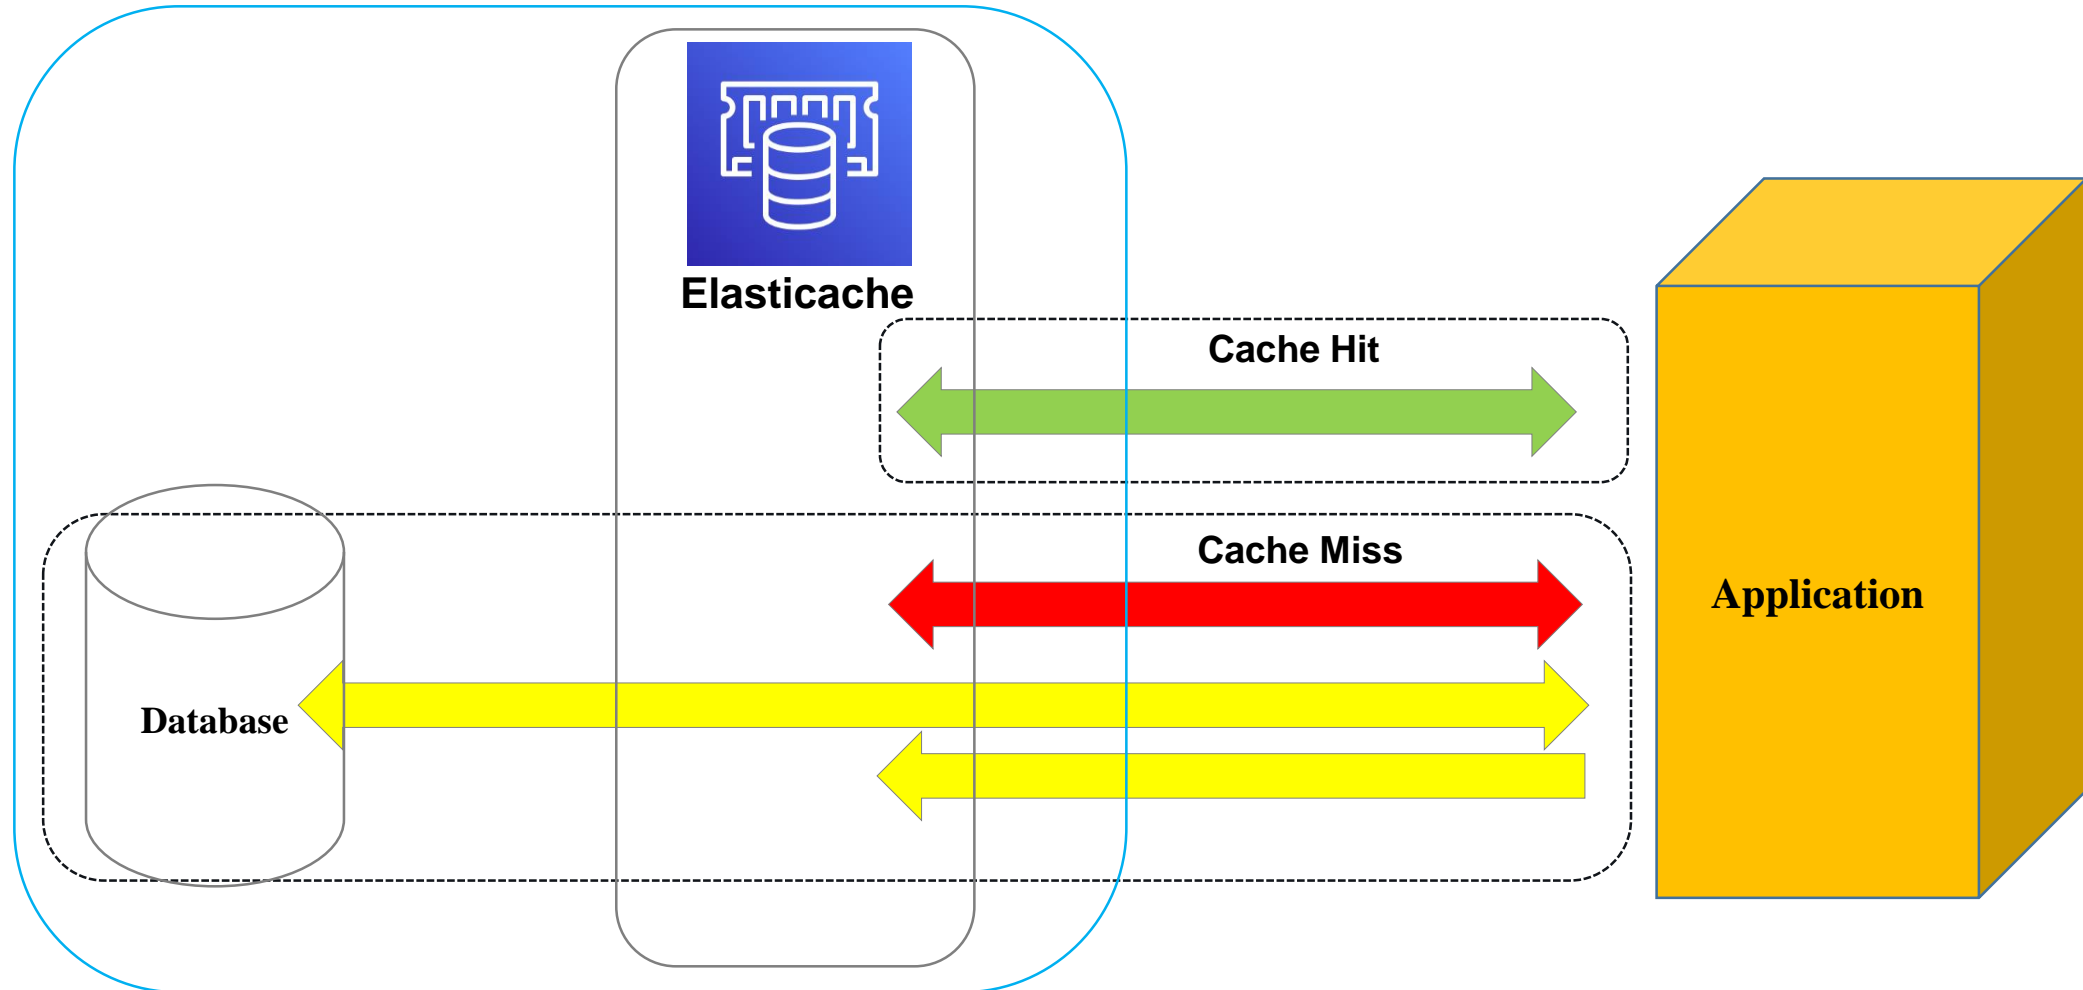 Elasticache
Cache Hit
Cache Miss
Application
Database